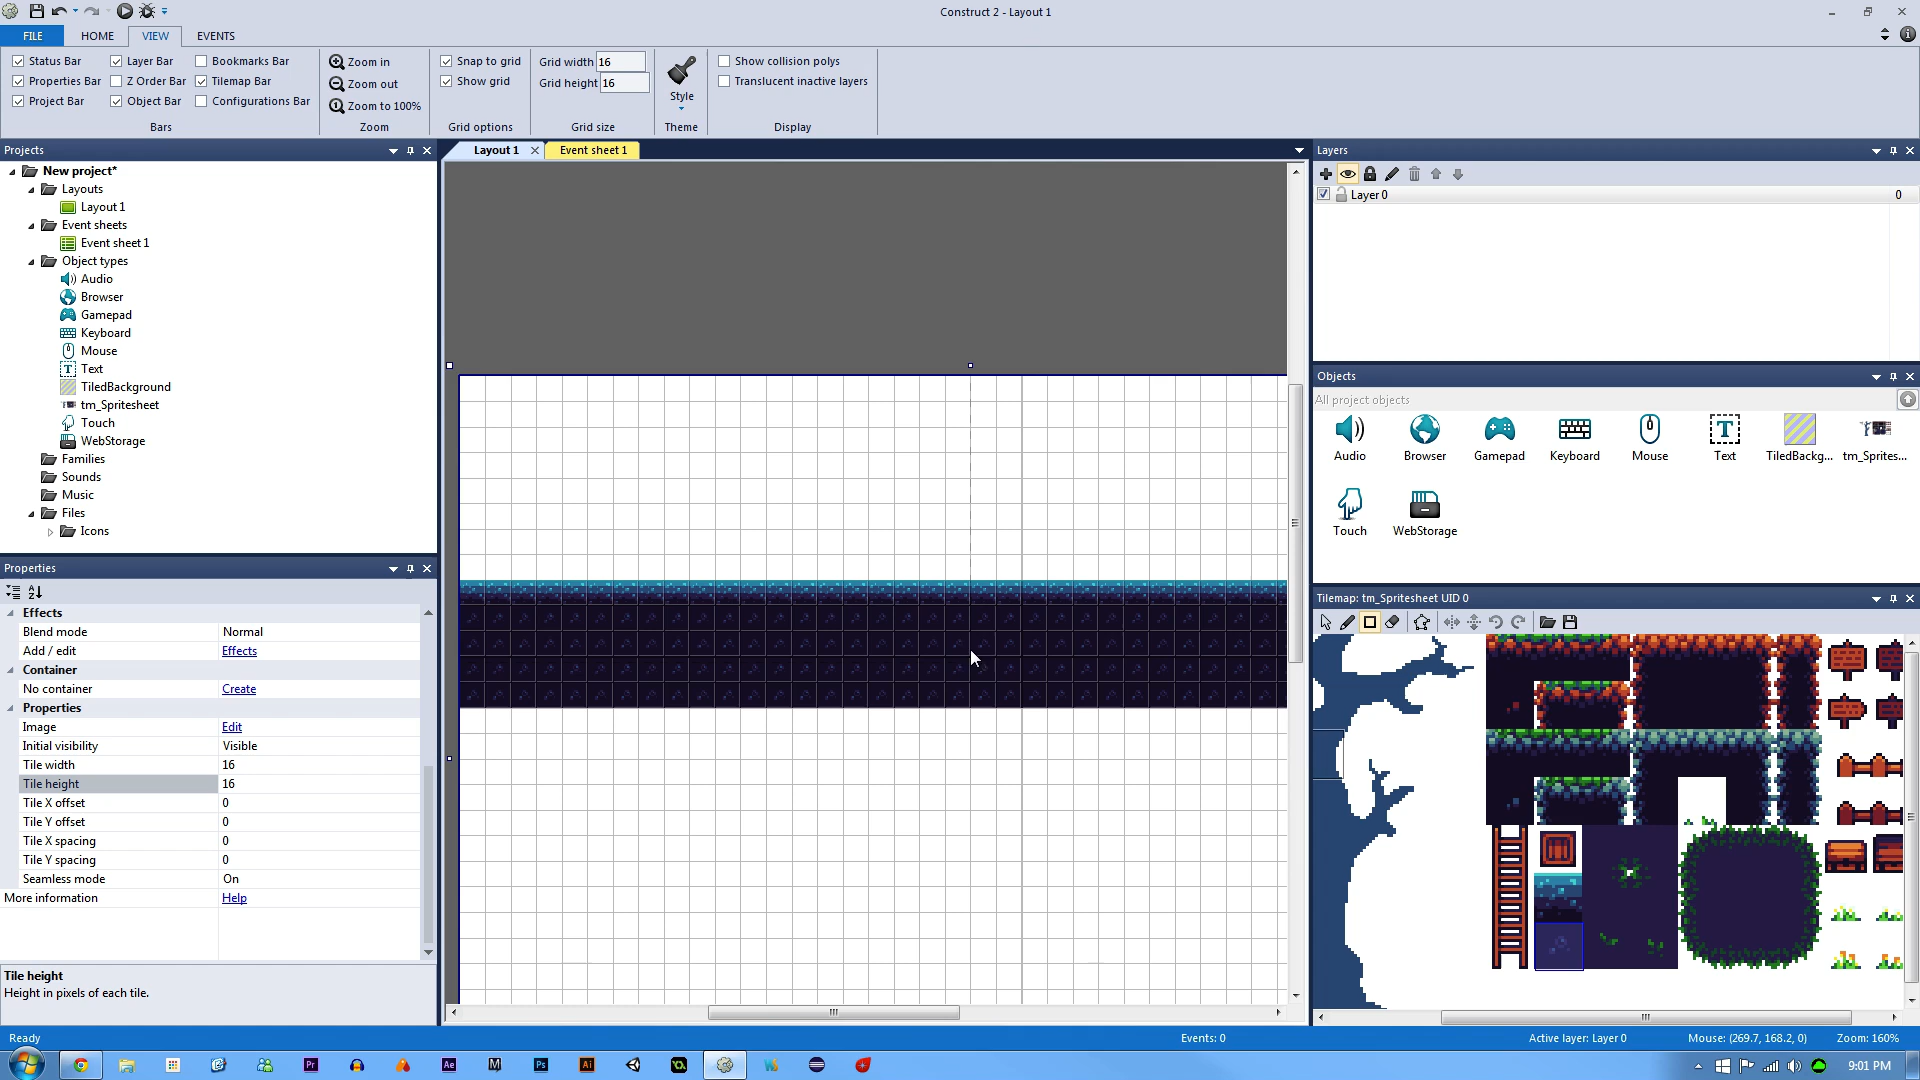 Construct 2 - Layout 1
FILE
HOME
VIEW
EVENTS
Status Bar
Layer Bar
Bookmarks Bar
Properties Bar
Z Order Bar
Tilemap Bar
Project Bar
Object Bar
Configurations Bar
Bars
Zoom in
Zoom out
Zoom to 100%
Zoom
Snap to grid
Show grid
Grid options
Grid width 16
Grid height 16
Grid size
Style
Theme
Show collision polys
Translucent inactive layers
Display
Projects
New project*
Layouts
Layout 1
Event sheets
Event sheet 1
Object types
Audio
Browser
Gamepad
Keyboard
Mouse
Text
TiledBackground
tm_Spritesheet
Touch
WebStorage
Families
Sounds
Music
Files
Icons
Properties
Effects
Blend mode Normal
Add / edit Effects
Container
No container Create
Properties
Image Edit
Initial visibility Visible
Tile width 16
Tile height 16
Tile X offset 0
Tile Y offset 0
Tile X spacing 0
Tile Y spacing 0
Seamless mode On
More information Help
Tile height
Height in pixels of each tile.
Layout 1
Event sheet 1
Layers
Layer 0 0
Objects
All project objects
Audio
Browser
Gamepad
Keyboard
Mouse
Text
TiledBackg...
tm_Sprites...
Touch
WebStorage
Tilemap: tm_Spritesheet UID 0
Ready
Events: 0
Active layer: Layer 0
Mouse: (269.7, 168.2, 0)
Zoom: 160%
Pr
Ae
M
Ps
Ai
9:01 PM